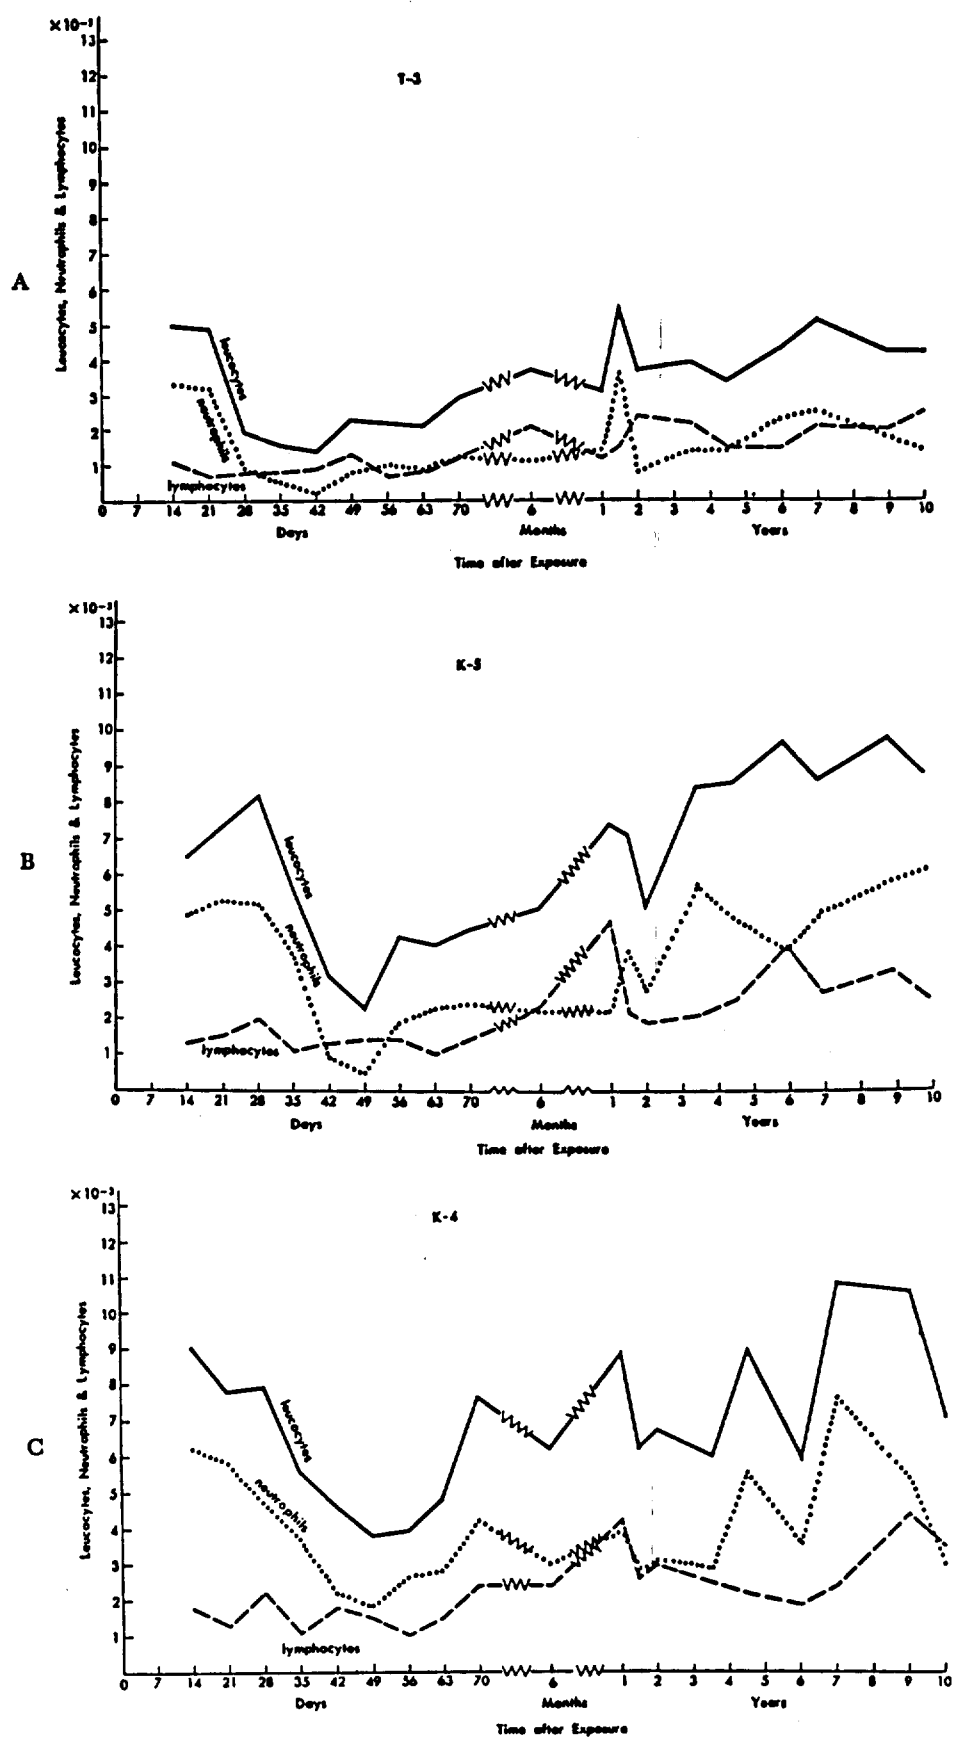 ×10⁻³
13
T-3
12
11
10
9
8
7
6
5
4
3
2
1
Leucocytes, Neutrophils & Lymphocytes
A
leucocytes
neutrophils
lymphocytes
0 7 14 21 28 35 42 49 56 63 70 6 1 2 3 4 5 6 7 8 9 10
Days Months Years
Time after Exposure
×10⁻³
13
K-5
12
11
10
9
8
7
6
5
4
3
2
1
Leucocytes, Neutrophils & Lymphocytes
B
leucocytes
neutrophils
lymphocytes
0 7 14 21 28 35 42 49 56 63 70 6 1 2 3 4 5 6 7 8 9 10
Days Months Years
Time after Exposure
×10⁻³
13
K-4
12
11
10
9
8
7
6
5
4
3
2
1
Leucocytes, Neutrophils & Lymphocytes
C
leucocytes
neutrophils
lymphocytes
0 7 14 21 28 35 42 49 56 63 70 6 1 2 3 4 5 6 7 8 9 10
Days Months Years
Time after Exposure